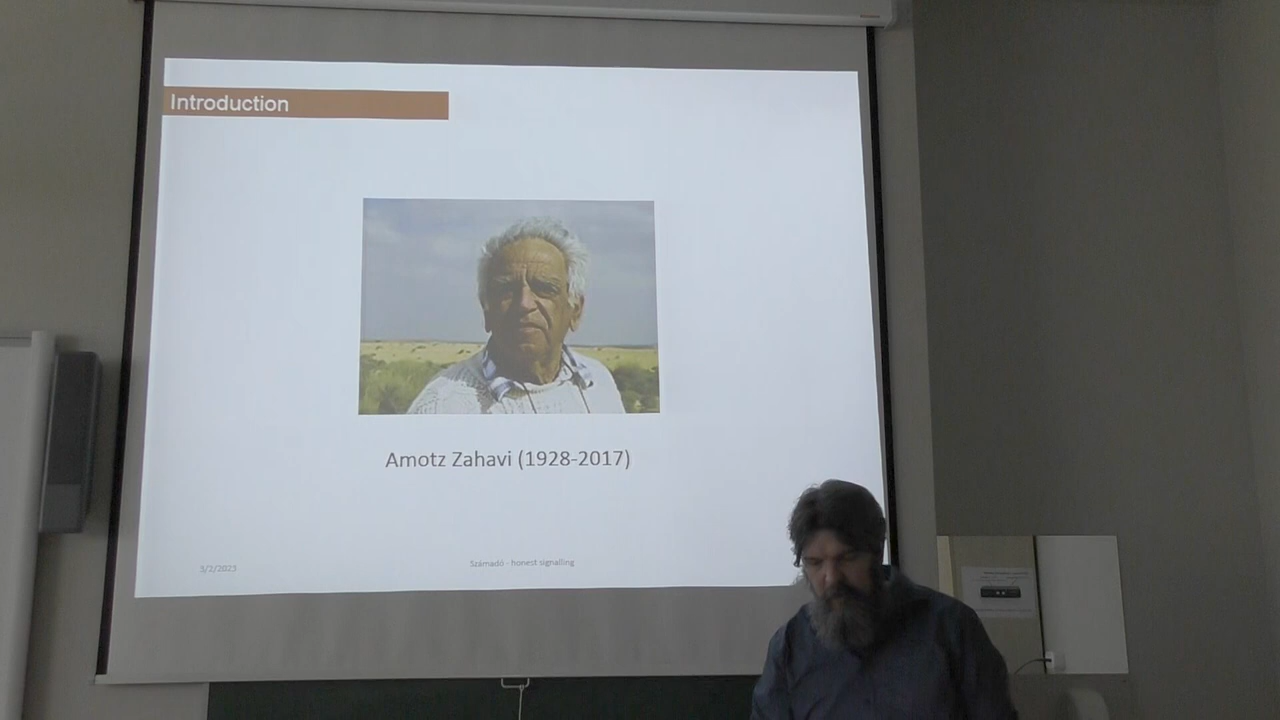 Introduction
Amotz Zahavi (1928-2017)
3/2/2023
Számadó - honest signalling